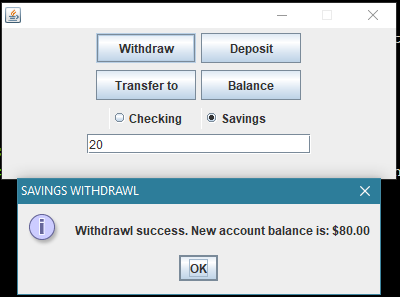 Withdraw Deposit
Transfer to Balance
Checking Savings
20
SAVINGS WITHDRAWL
Withdrawl success. New account balance is: $80.00
OK